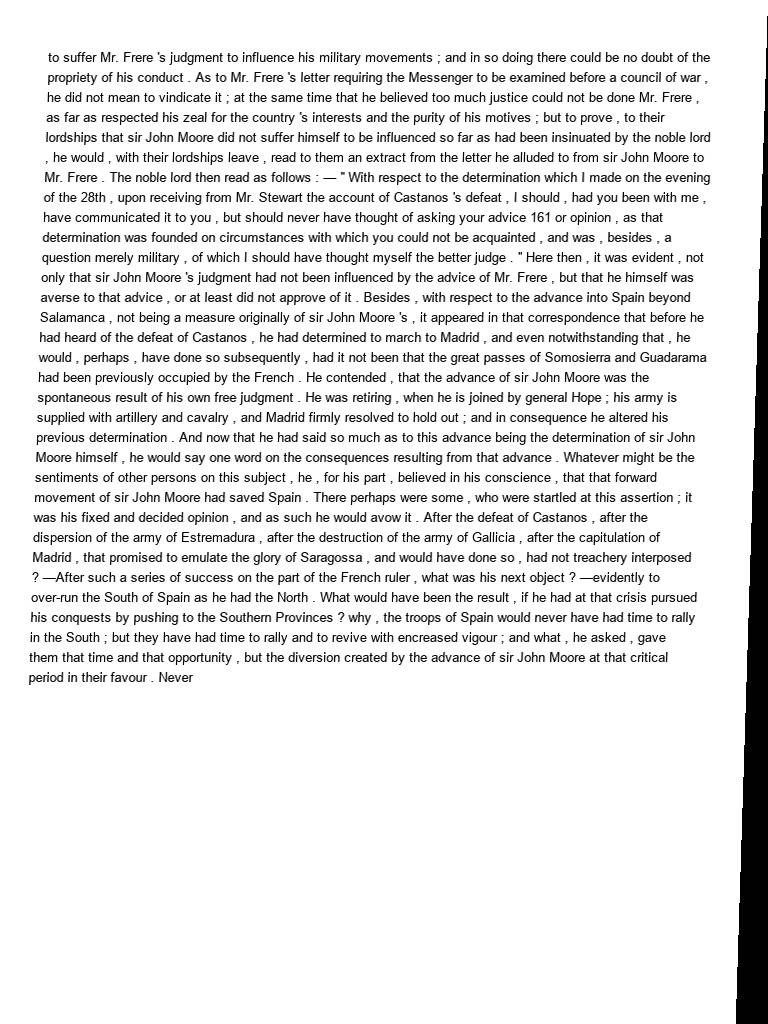 to suffer Mr. Frere 's judgment to influence his military movements ; and in so doing there could be no doubt of the
propriety of his conduct . As to Mr. Frere 's letter requiring the Messenger to be examined before a council of war ,
he did not mean to vindicate it ; at the same time that he believed too much justice could not be done Mr. Frere ,
as far as respected his zeal for the country 's interests and the purity of his motives ; but to prove , to their
lordships that sir John Moore did not suffer himself to be influenced so far as had been insinuated by the noble lord
, he would , with their lordships leave , read to them an extract from the letter he alluded to from sir John Moore to
Mr. Frere . The noble lord then read as follows : — " With respect to the determination which I made on the evening
of the 28th , upon receiving from Mr. Stewart the account of Castanos 's defeat , I should , had you been with me ,
have communicated it to you , but should never have thought of asking your advice 161 or opinion , as that
determination was founded on circumstances with which you could not be acquainted , and was , besides , a
question merely military , of which I should have thought myself the better judge . " Here then , it was evident , not
only that sir John Moore 's judgment had not been influenced by the advice of Mr. Frere , but that he himself was
averse to that advice , or at least did not approve of it . Besides , with respect to the advance into Spain beyond
Salamanca , not being a measure originally of sir John Moore 's , it appeared in that correspondence that before he
had heard of the defeat of Castanos , he had determined to march to Madrid , and even notwithstanding that , he
would , perhaps , have done so subsequently , had it not been that the great passes of Somosierra and Guadarama
had been previously occupied by the French . He contended , that the advance of sir John Moore was the
spontaneous result of his own free judgment . He was retiring , when he is joined by general Hope ; his army is
supplied with artillery and cavalry , and Madrid firmly resolved to hold out ; and in consequence he altered his
previous determination . And now that he had said so much as to this advance being the determination of sir John
Moore himself , he would say one word on the consequences resulting from that advance . Whatever might be the
sentiments of other persons on this subject , he , for his part , believed in his conscience , that that forward
movement of sir John Moore had saved Spain . There perhaps were some , who were startled at this assertion ; it
was his fixed and decided opinion , and as such he would avow it . After the defeat of Castanos , after the
dispersion of the army of Estremadura , after the destruction of the army of Gallicia , after the capitulation of
Madrid , that promised to emulate the glory of Saragossa , and would have done so , had not treachery interposed
? —After such a series of success on the part of the French ruler , what was his next object ? —evidently to
over-run the South of Spain as he had the North . What would have been the result , if he had at that crisis pursued
his conquests by pushing to the Southern Provinces ? why , the troops of Spain would never have had time to rally
in the South ; but they have had time to rally and to revive with encreased vigour ; and what , he asked , gave
them that time and that opportunity , but the diversion created by the advance of sir John Moore at that critical
period in their favour . Never